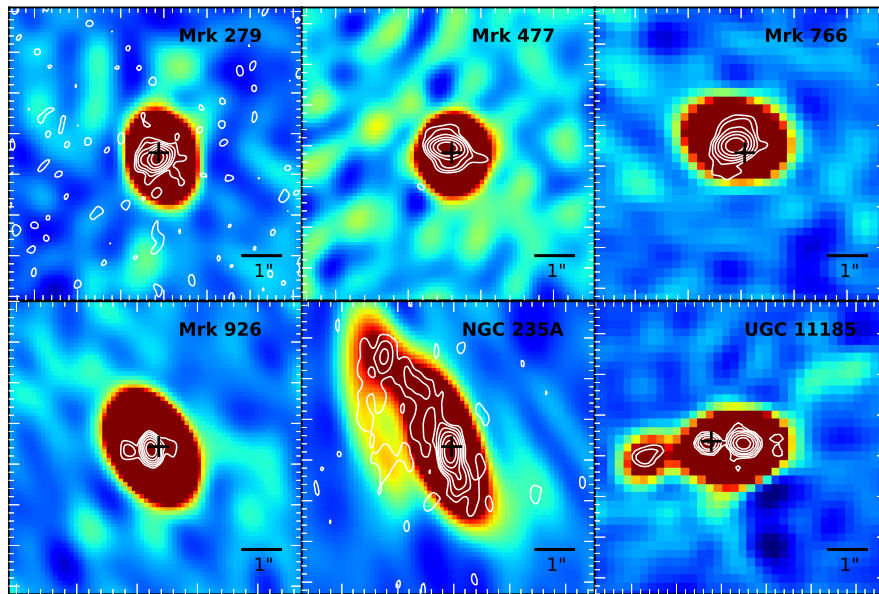 Mrk 279
Mrk 477
Mrk 766
1"
1"
1"
Mrk 926
NGC 235A
UGC 11185
1"
1"
1"